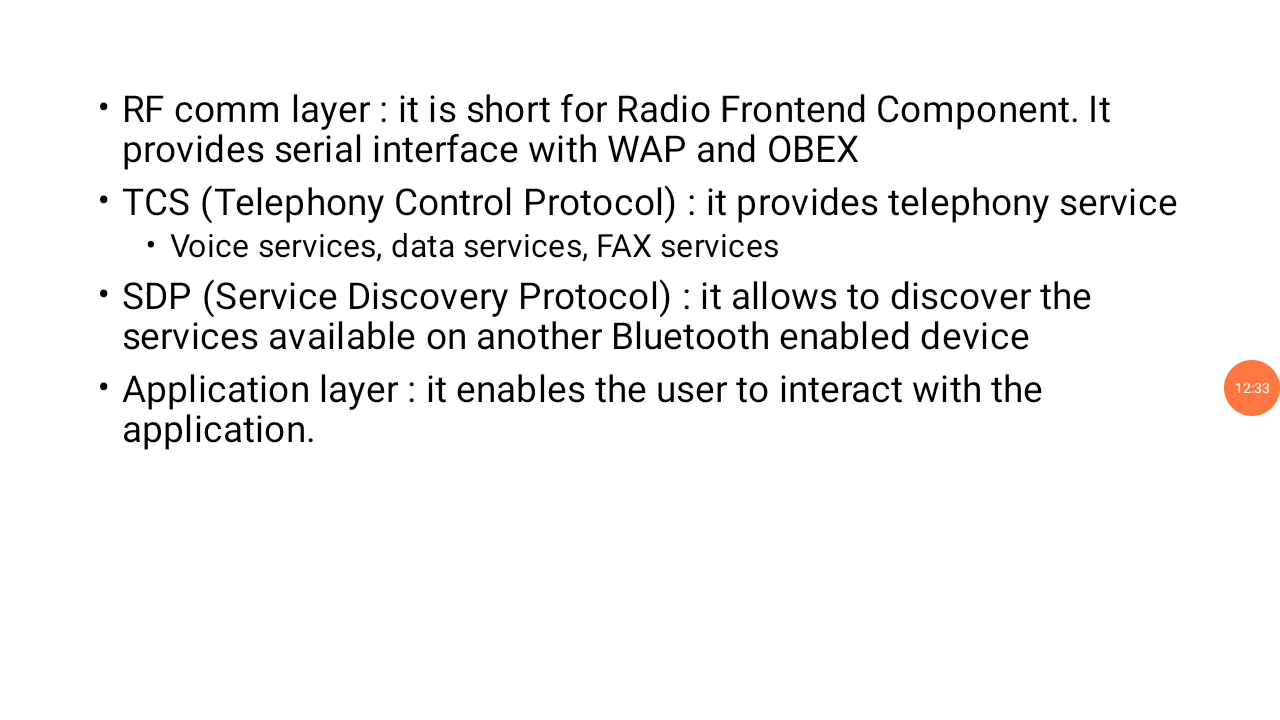 • RF comm layer : it is short for Radio Frontend Component. It
provides serial interface with WAP and OBEX
• TCS (Telephony Control Protocol) : it provides telephony service
• Voice services, data services, FAX services
• SDP (Service Discovery Protocol) : it allows to discover the
services available on another Bluetooth enabled device
• Application layer : it enables the user to interact with the
application.
12:33